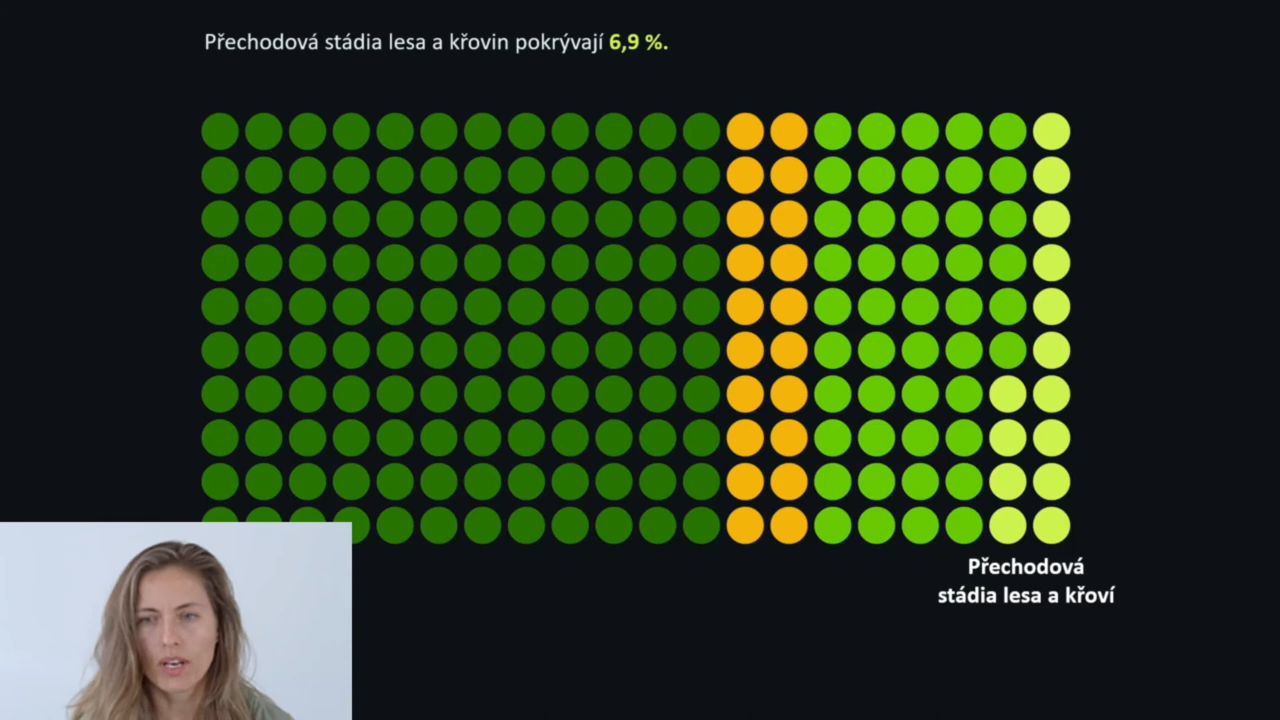 Přechodová stádia lesa a křovin pokrývají 6,9 %.
Přechodová
stádia lesa a křoví